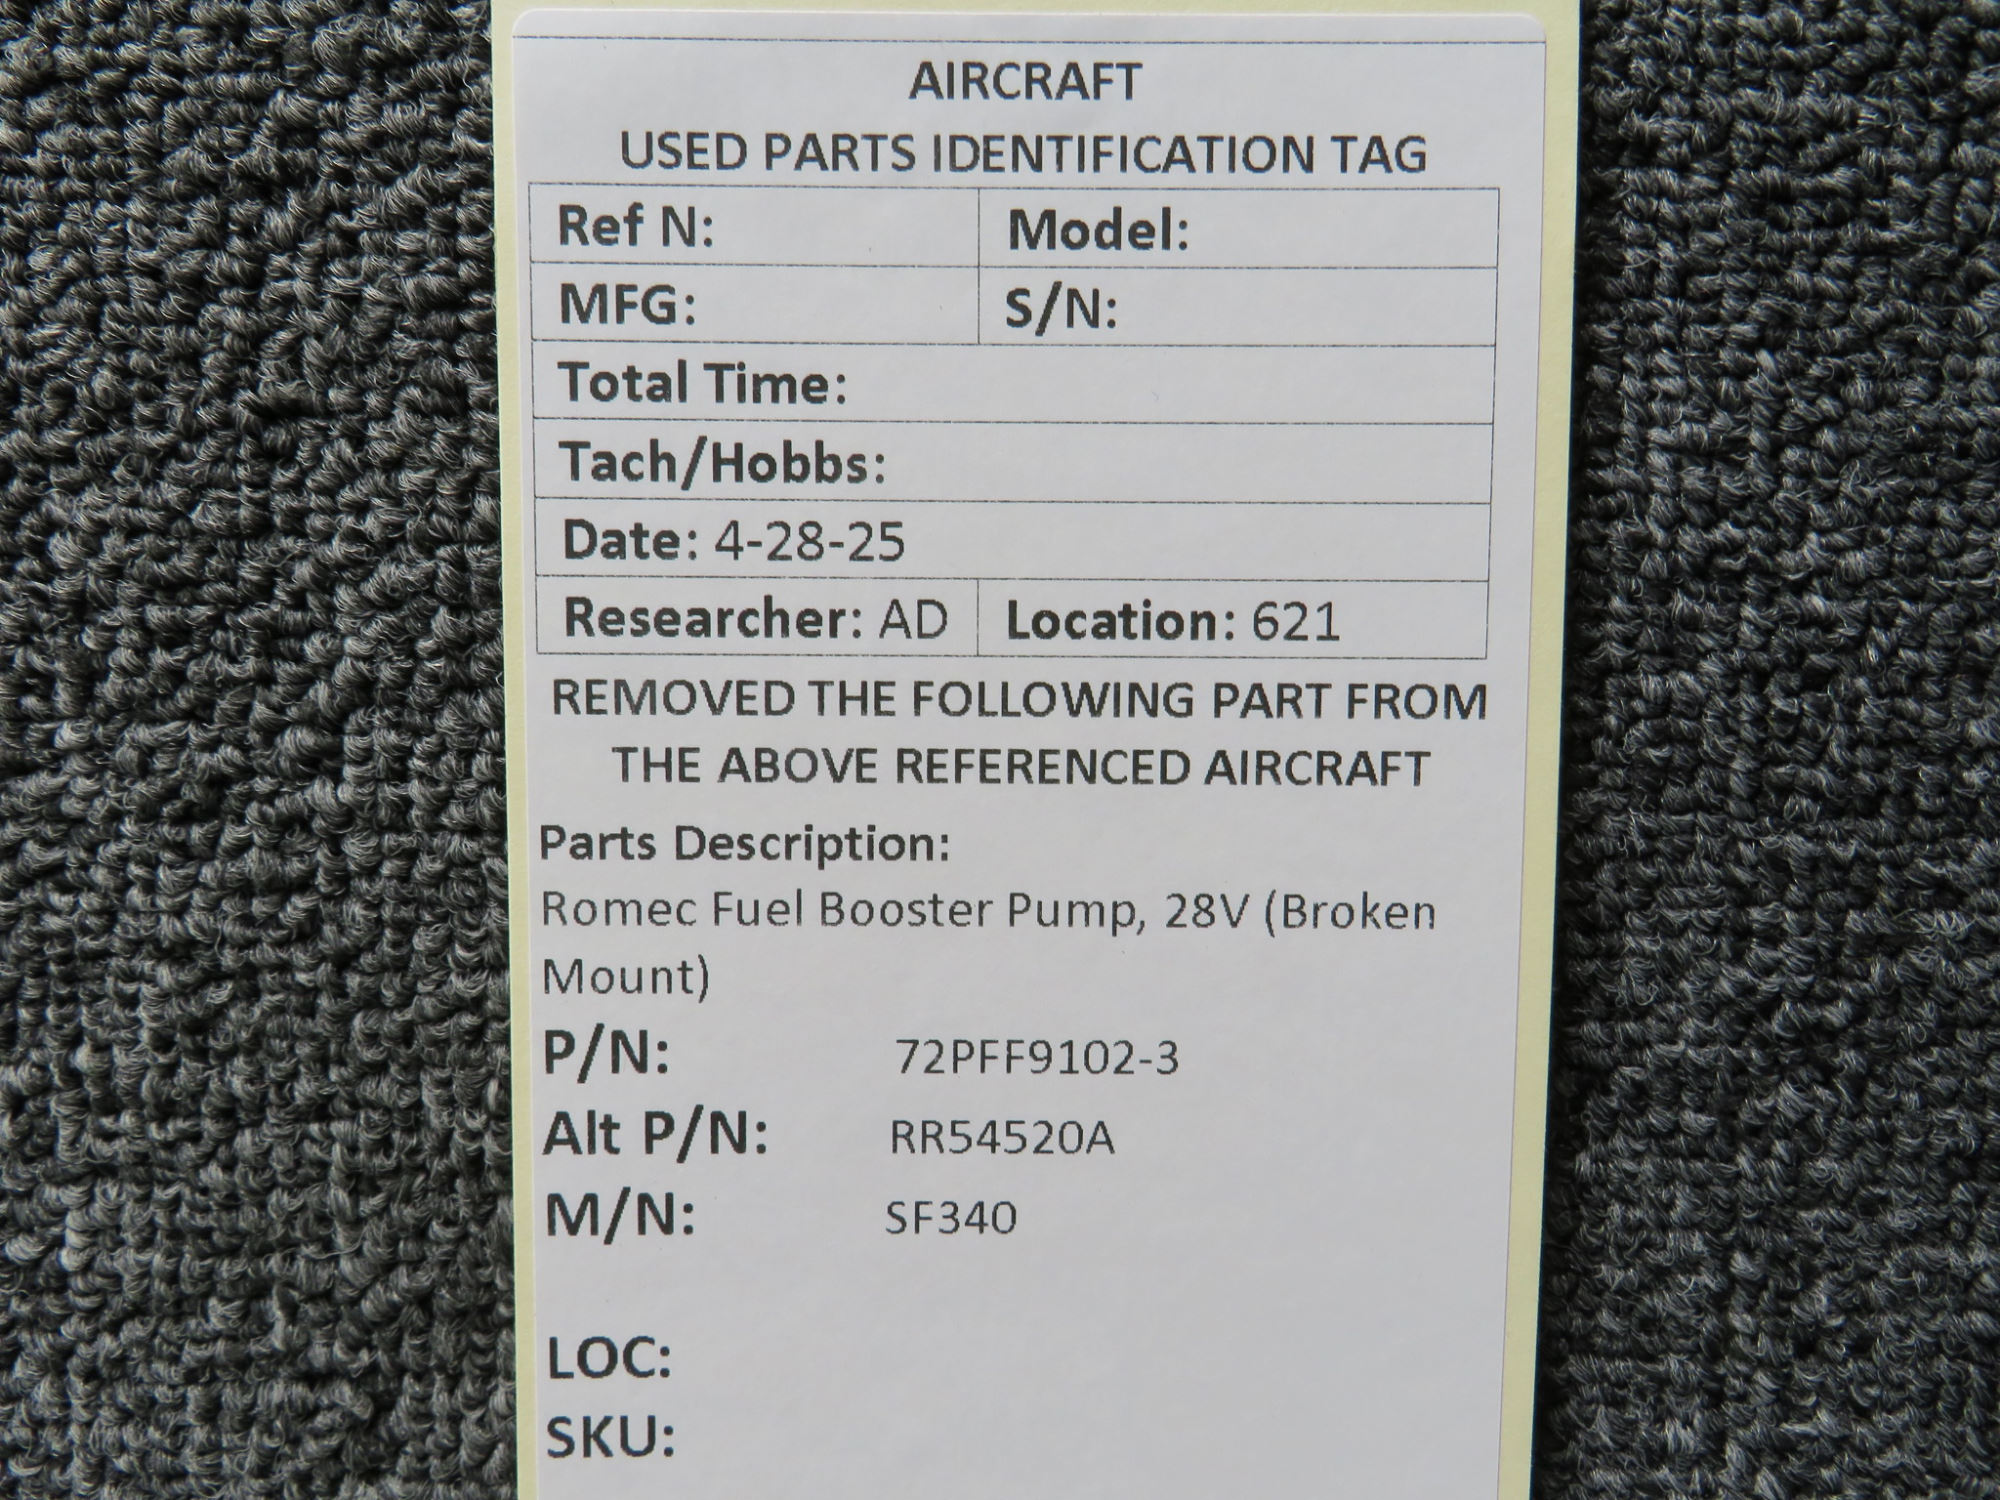 AIRCRAFT
USED PARTS IDENTIFICATION TAG
Ref N: Model:
MFG: S/N:
Total Time:
Tach/Hobbs:
Date: 4-28-25
Researcher: AD Location: 621
REMOVED THE FOLLOWING PART FROM
THE ABOVE REFERENCED AIRCRAFT
Parts Description:
Romec Fuel Booster Pump, 28V (Broken
Mount)
P/N: 72PFF9102-3
Alt P/N: RR54520A
M/N: SF340
LOC:
SKU: